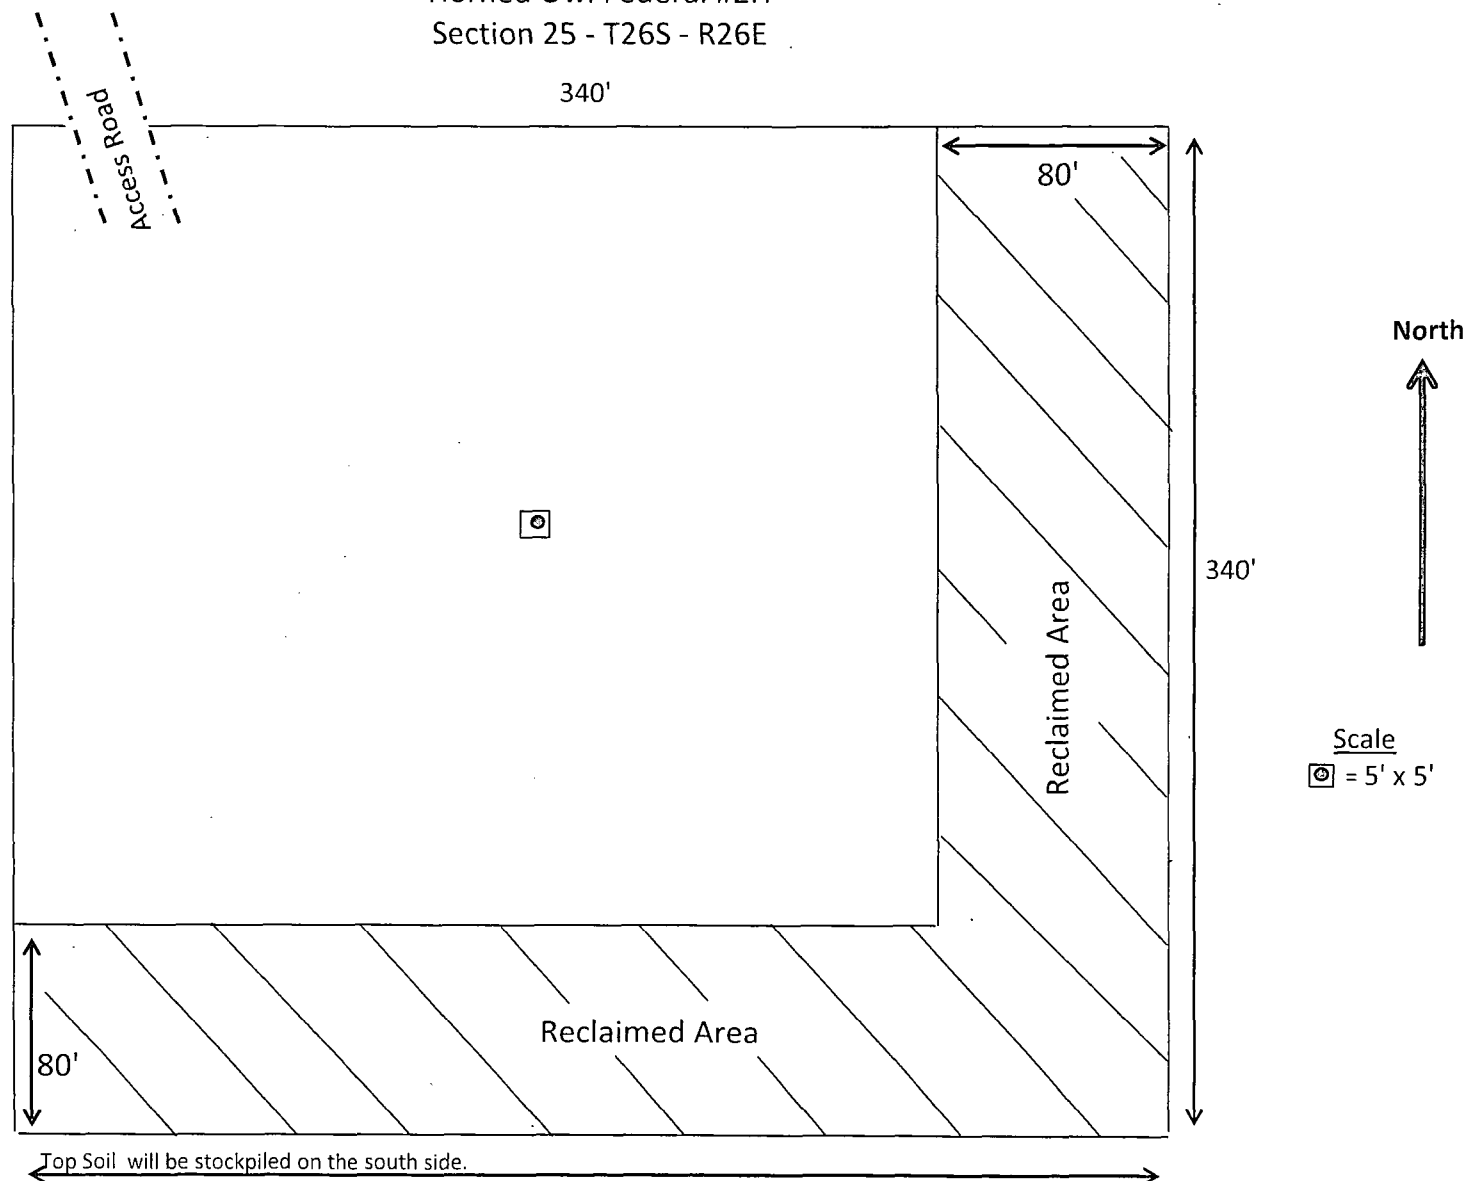 Section 25 - T26S - R26E
340'
Access Road
80'
North
340'
Reclaimed Area
Scale
= 5' x 5'
Reclaimed Area
80'
Top Soil will be stockpiled on the south side.